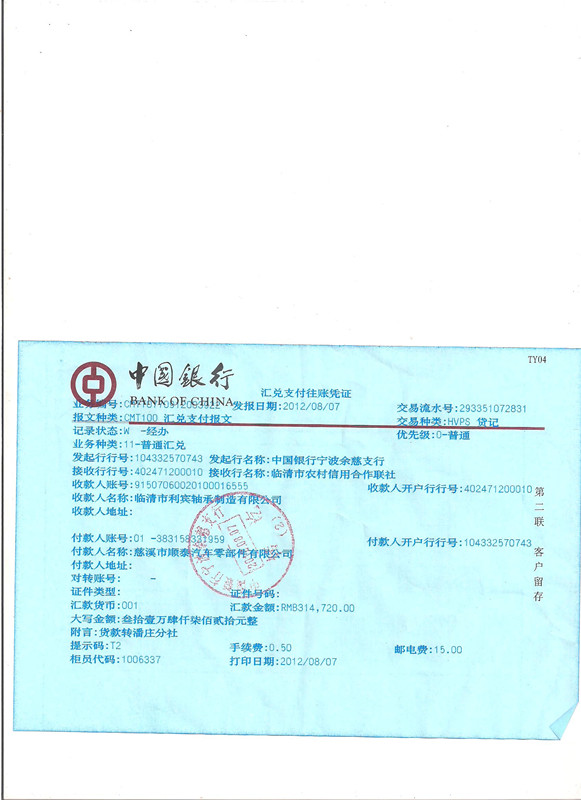 TY04
中国银行
BANK OF CHINA
汇兑支付往账凭证
业务编号: 发报日期:2012/08/07 交易流水号:293351072831
报文种类:CMT100 汇兑支付报文 交易种类:HVPS 贷记
记录状态:W -经办 优先级:0-普通
业务种类:11-普通汇兑
发起行行号:104332570743 发起行名称:中国银行宁波余慈支行
接收行行号:402471200010 接收行名称:临清市农村信用合作联社
收款人账号:91507060020100016555 收款人开户行行号:402471200010
收款人名称:临清市利宾轴承制造有限公司
收款人地址:
付款人账号:01 -383158331959 付款人开户行行号:104332570743
付款人名称:慈溪市顺泰汽车零部件有限公司
付款人地址:
对转账号: -
证件类型: 证件号码:
汇款货币:001 汇款金额:RMB314,720.00
大写金额:叁拾壹万肆仟柒佰贰拾元整
附言:货款转潘庄分社
提示码:T2 手续费:0.50 邮电费:15.00
柜员代码:1006337 打印日期:2012/08/07
第二联 客户留存